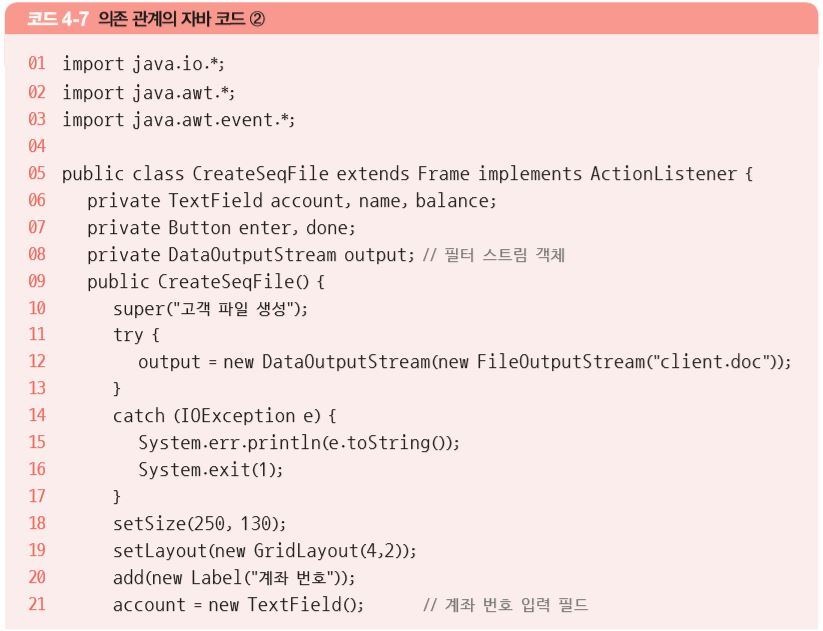 코드 4-7 의존 관계의 자바 코드 ②
01 import java.io.*;
02 import java.awt.*;
03 import java.awt.event.*;
04
05 public class CreateSeqFile extends Frame implements ActionListener {
06 private TextField account, name, balance;
07 private Button enter, done;
08 private DataOutputStream output; // 필터 스트림 객체
09 public CreateSeqFile() {
10 super("고객 파일 생성");
11 try {
12 output = new DataOutputStream(new FileOutputStream("client.doc"));
13 }
14 catch (IOException e) {
15 System.err.println(e.toString());
16 System.exit(1);
17 }
18 setSize(250, 130);
19 setLayout(new GridLayout(4,2));
20 add(new Label("계좌 번호"));
21 account = new TextField(); // 계좌 번호 입력 필드